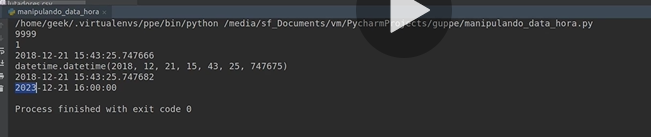 manipulando_data_hora
/home/geek/.virtualenvs/ppe/bin/python /media/sf_Documents/vm/PycharmProjects/guppe/manipulando_data_hora.py
9999
1
2018-12-21 15:43:25.747666
datetime.datetime(2018, 12, 21, 15, 43, 25, 747675)
2018-12-21 15:43:25.747682
2023-12-21 16:00:00
Process finished with exit code 0